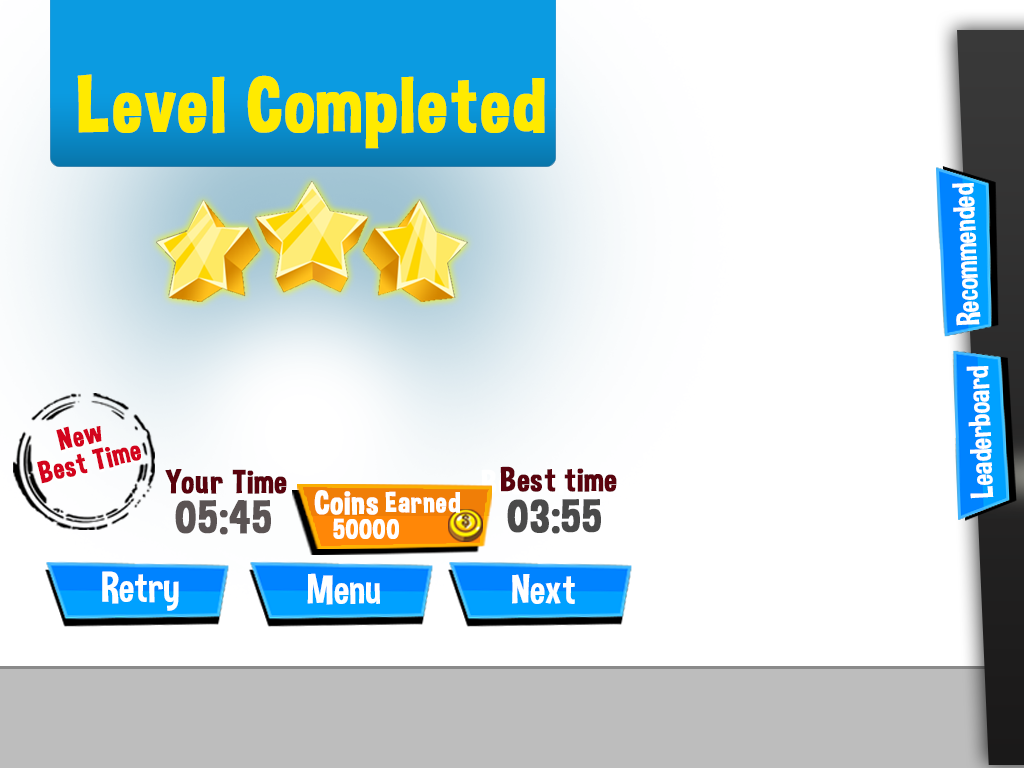 Level Completed
Recommended
Leaderboard
New
Best Time
Your Time
05:45
Coins Earned
50000
$
Best time
03:55
Retry
Menu
Next